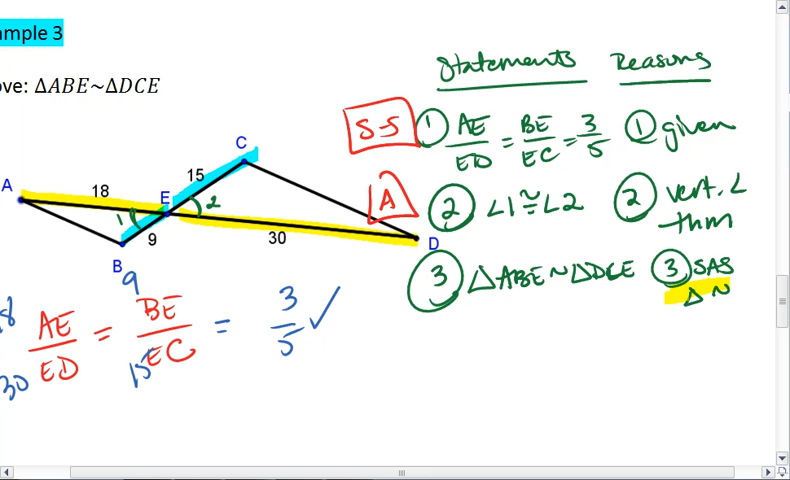 ample 3
ove: ΔABE~ΔDCE
Statements Reasons
S-S ① AE/ED = BE/EC = 3/5 ① given
A ② ∠1 ≅ ∠2 ② vert. ∠ thm
③ ΔABE ~ ΔDCE ③ SAS Δ ~
C
15
A 18 E 2
1
9 30 D
B
9
18 AE/ED = BE/EC = 3/5 ✓
30 15